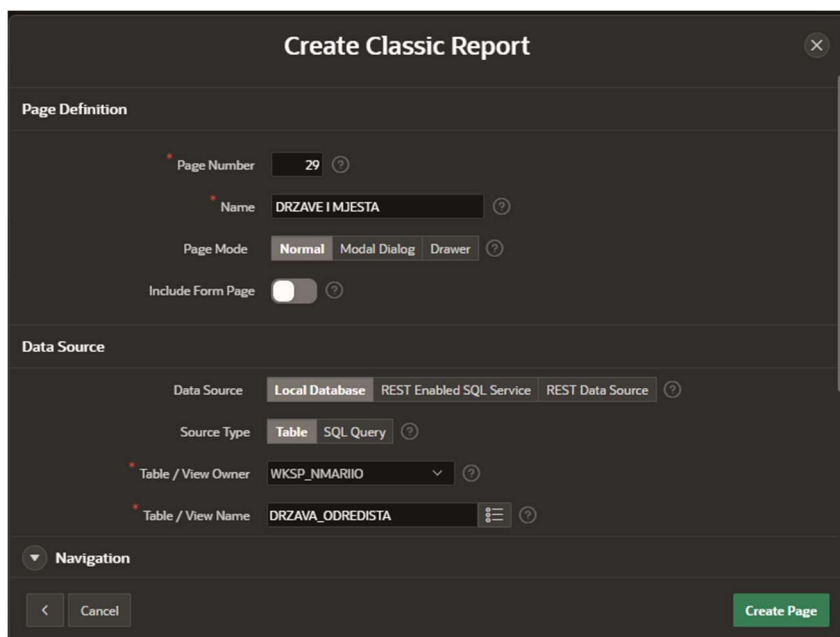 Create Classic Report
Page Definition
* Page Number 29
* Name DRZAVE I MJESTA
Page Mode Normal Modal Dialog Drawer
Include Form Page
Data Source
Data Source Local Database REST Enabled SQL Service REST Data Source
Source Type Table SQL Query
* Table / View Owner WKSP_NMARIIO
* Table / View Name DRZAVA_ODREDISTA
Navigation
Cancel Create Page